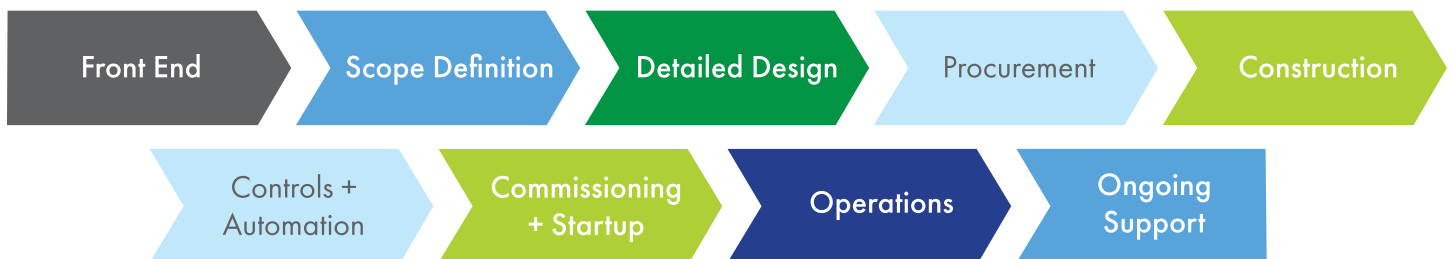 Front End
Scope Definition
Detailed Design
Procurement
Construction
Controls +
Automation
Commissioning
+ Startup
Operations
Ongoing
Support